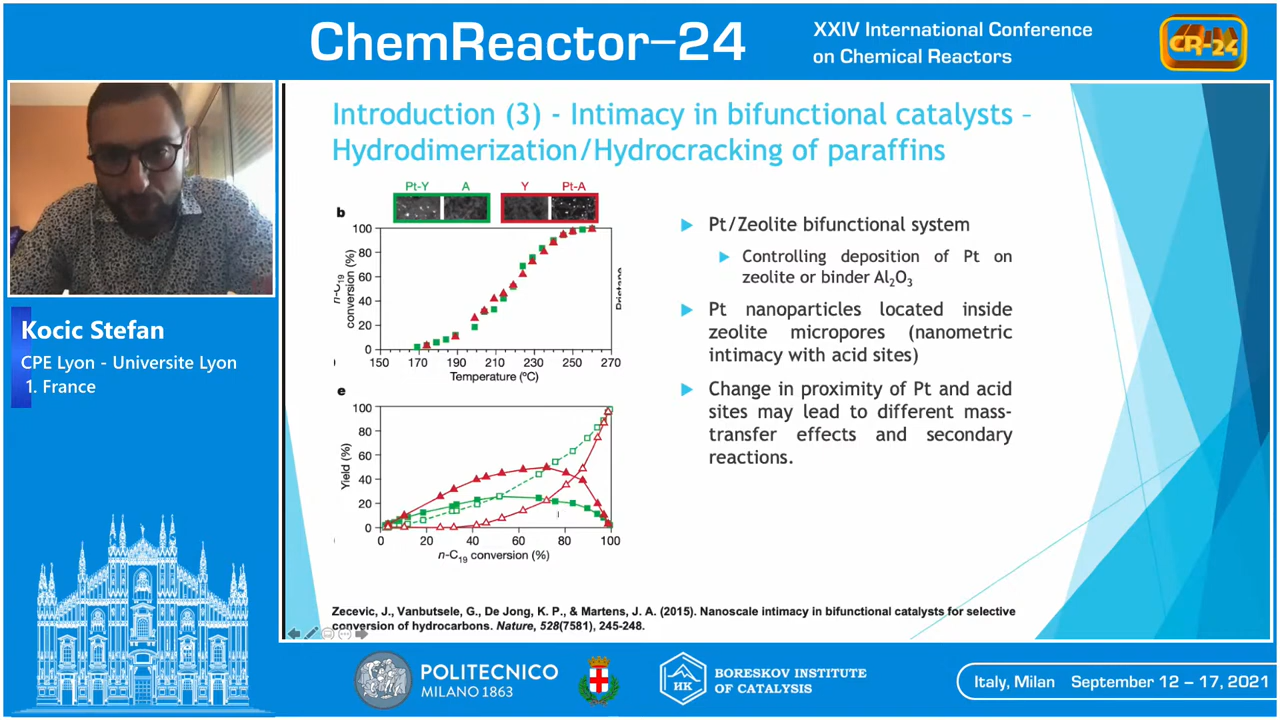 ChemReactor-24
XXIV International Conference
on Chemical Reactors
CR-24
Kocic Stefan
CPE Lyon - Universite Lyon
1. France
Introduction (3) - Intimacy in bifunctional catalysts -
Hydrodimerization/Hydrocracking of paraffins
Pt-Y A Y Pt-A
b
n-C19
conversion (%)
100
80
60
40
20
0
150 170 190 210 230 250 270
Temperature (ºC)
Pristane
e
Yield (%)
100
80
60
40
20
0
0 20 40 60 80 100
n-C19 conversion (%)
Pt/Zeolite bifunctional system
Controlling deposition of Pt on
zeolite or binder Al2O3
Pt nanoparticles located inside
zeolite micropores (nanometric
intimacy with acid sites)
Change in proximity of Pt and acid
sites may lead to different mass-
transfer effects and secondary
reactions.
Zecevic, J., Vanbutsele, G., De Jong, K. P., & Martens, J. A. (2015). Nanoscale intimacy in bifunctional catalysts for selective
conversion of hydrocarbons. Nature, 528(7581), 245-248.
POLITECNICO
MILANO 1863
HK
BORESKOV INSTITUTE
OF CATALYSIS
Italy, Milan September 12 – 17, 2021